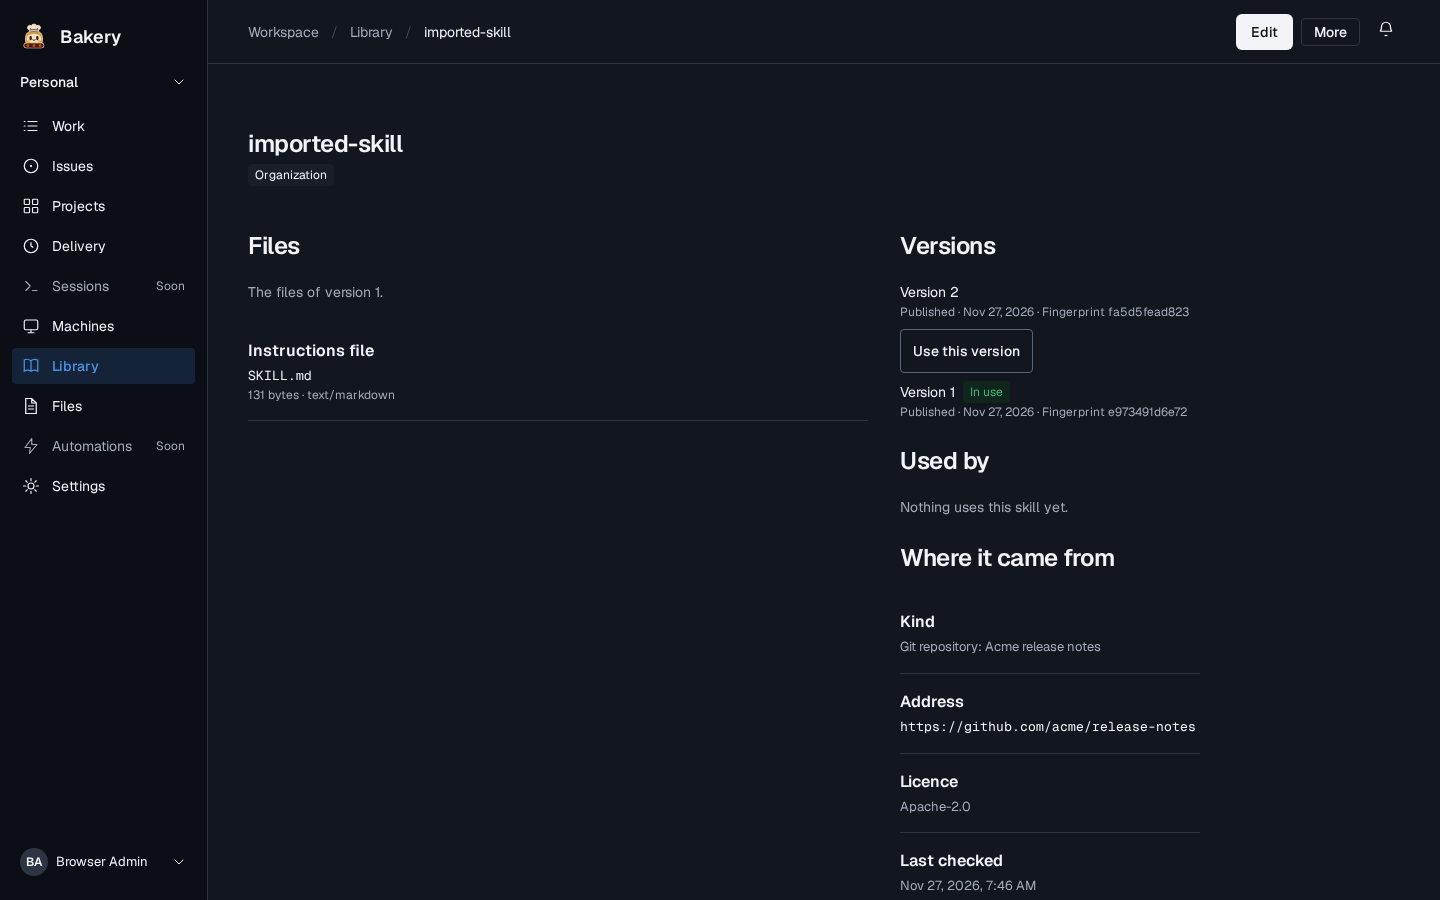 Bakery
Personal
Work
Issues
Projects
Delivery
Sessions Soon
Machines
Library
Files
Automations Soon
Settings
BA Browser Admin
Workspace / Library / imported-skill
Edit
More
imported-skill
Organization
Files
The files of version 1.
Instructions file
SKILL.md
131 bytes · text/markdown
Versions
Version 2
Published · Nov 27, 2026 · Fingerprint fa5d5fead823
Use this version
Version 1 In use
Published · Nov 27, 2026 · Fingerprint e973491d6e72
Used by
Nothing uses this skill yet.
Where it came from
Kind
Git repository: Acme release notes
Address
https://github.com/acme/release-notes
Licence
Apache-2.0
Last checked
Nov 27, 2026, 7:46 AM